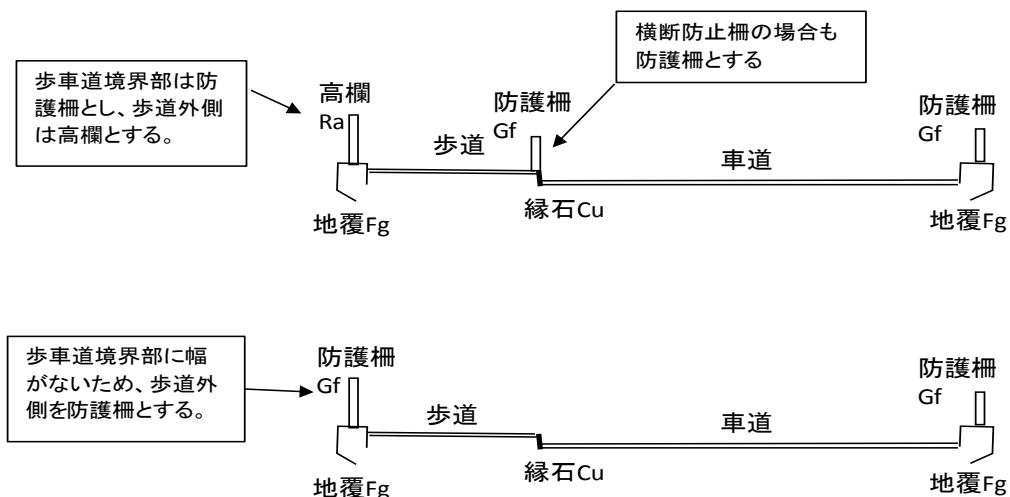 横断防止柵の場合も
防護柵とする
歩車道境界部は防
護柵とし、歩道外側
は高欄とする。
高欄
Ra
防護柵
Gf
防護柵
Gf
歩道
車道
縁石Cu
地覆Fg
地覆Fg
歩車道境界部に幅
がないため、歩道外
側を防護柵とする。
防護柵
Gf
防護柵
Gf
歩道
車道
縁石Cu
地覆Fg
地覆Fg